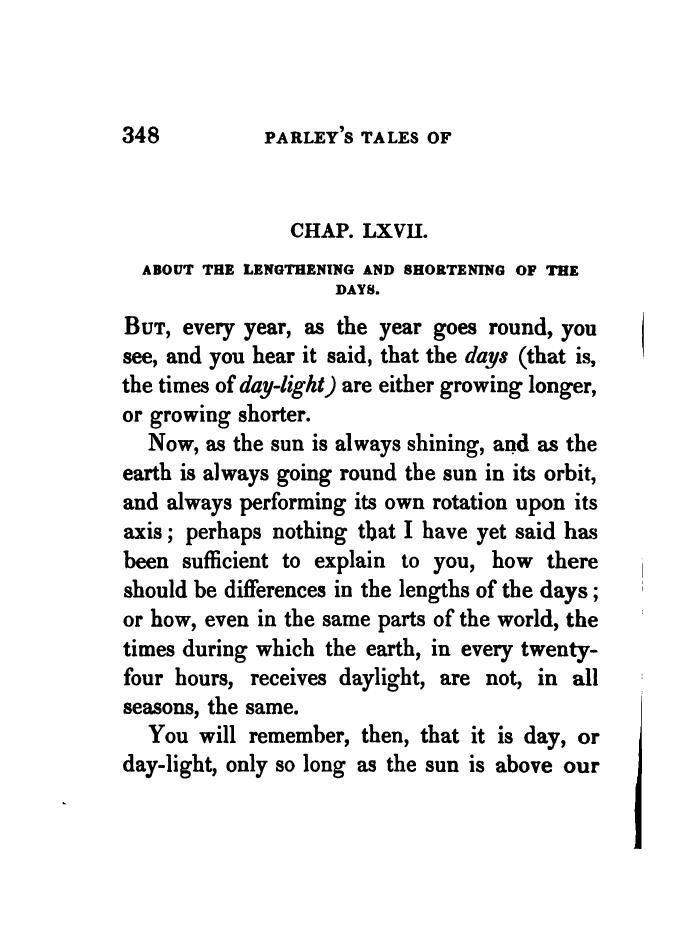 348 PARLEY'S TALES OF
CHAP. LXVII.
ABOUT THE LENGTHENING AND SHORTENING OF THE
DAYS.
BUT, every year, as the year goes round, you
see, and you hear it said, that the days (that is,
the times of day-light) are either growing longer,
or growing shorter.
Now, as the sun is always shining, and as the
earth is always going round the sun in its orbit,
and always performing its own rotation upon its
axis; perhaps nothing that I have yet said has
been sufficient to explain to you, how there
should be differences in the lengths of the days;
or how, even in the same parts of the world, the
times during which the earth, in every twenty-
four hours, receives daylight, are not, in all
seasons, the same.
You will remember, then, that it is day, or
day-light, only so long as the sun is above our